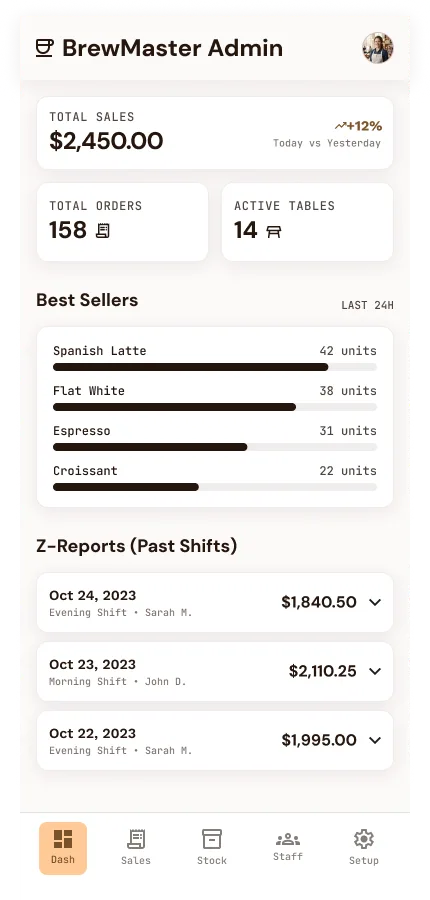 BrewMaster Admin
TOTAL SALES
$2,450.00
+12%
Today vs Yesterday
TOTAL ORDERS
158
ACTIVE TABLES
14
Best Sellers
LAST 24H
Spanish Latte 42 units
Flat White 38 units
Espresso 31 units
Croissant 22 units
Z-Reports (Past Shifts)
Oct 24, 2023
Evening Shift • Sarah M.
$1,840.50
Oct 23, 2023
Morning Shift • John D.
$2,110.25
Oct 22, 2023
Evening Shift • Sarah M.
$1,995.00
Dash Sales Stock Staff Setup